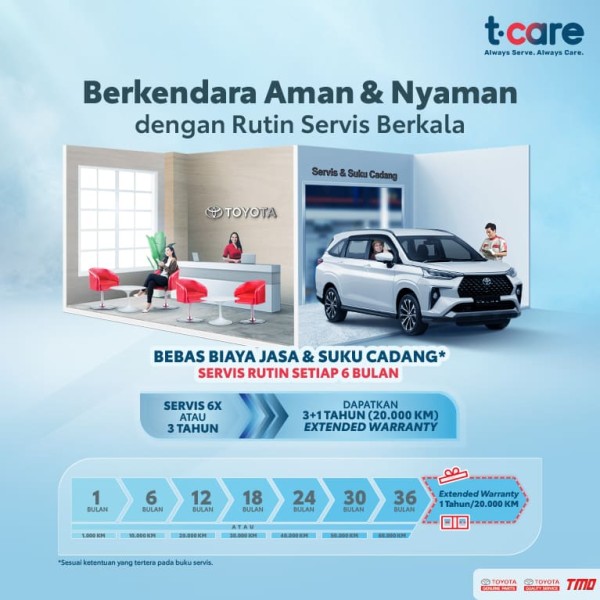 t·care
Always Serve. Always Care.
Berkendara Aman & Nyaman
dengan Rutin Servis Berkala
TOYOTA
Servis & Suku Cadang
BEBAS BIAYA JASA & SUKU CADANG*
SERVIS RUTIN SETIAP 6 BULAN
SERVIS 6X
ATAU
3 TAHUN
DAPATKAN
3+1 TAHUN (20.000 KM)
EXTENDED WARRANTY
1 6 12 18 24 30 36
BULAN BULAN BULAN BULAN BULAN BULAN BULAN
Extended Warranty
1 Tahun/20.000 KM
ATAU
1.000 KM 10.000 KM 20.000 KM 30.000 KM 40.000 KM 50.000 KM 60.000 KM
*Sesuai ketentuan yang tertera pada buku servis.
TOYOTA
GENUINE PARTS
TOYOTA
QUALITY SERVICE
TMO